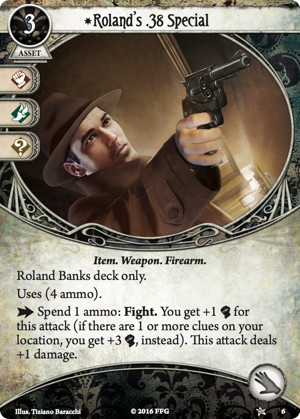 3
✷Roland's .38 Special
ASSET
Item. Weapon. Firearm.
Roland Banks deck only.
Uses (4 ammo).
Spend 1 ammo: Fight. You get +1 for
this attack (if there are 1 or more clues on your
location, you get +3 , instead). This attack deals
+1 damage.
Illus. Tiziano Baracchi
© 2016 FFG
6